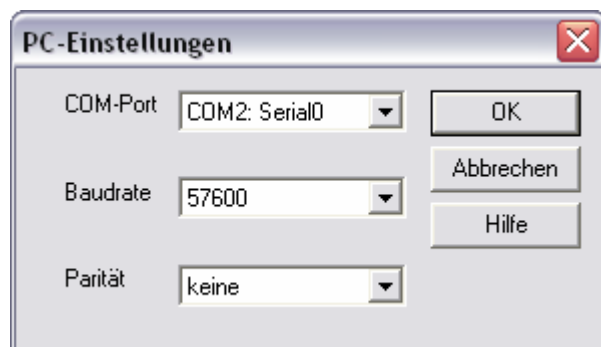 PC-Einstellungen
COM-Port
COM2: Serial0
OK
Abbrechen
Baudrate
57600
Hilfe
Parität
keine